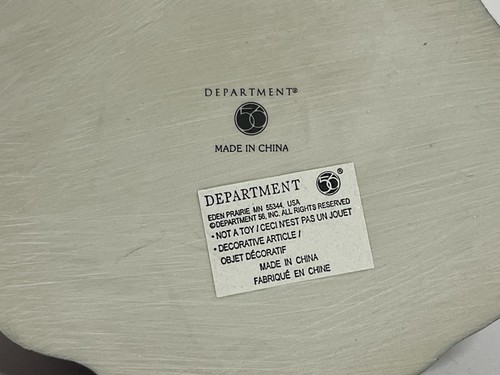 DEPARTMENT®
56
MADE IN CHINA
DEPARTMENT 56®
EDEN PRAIRIE, MN 55344, USA
©DEPARTMENT 56, INC. ALL RIGHTS RESERVED
• NOT A TOY / CECI N'EST PAS UN JOUET
• DECORATIVE ARTICLE /
OBJET DÉCORATIF
MADE IN CHINA
FABRIQUÉ EN CHINE